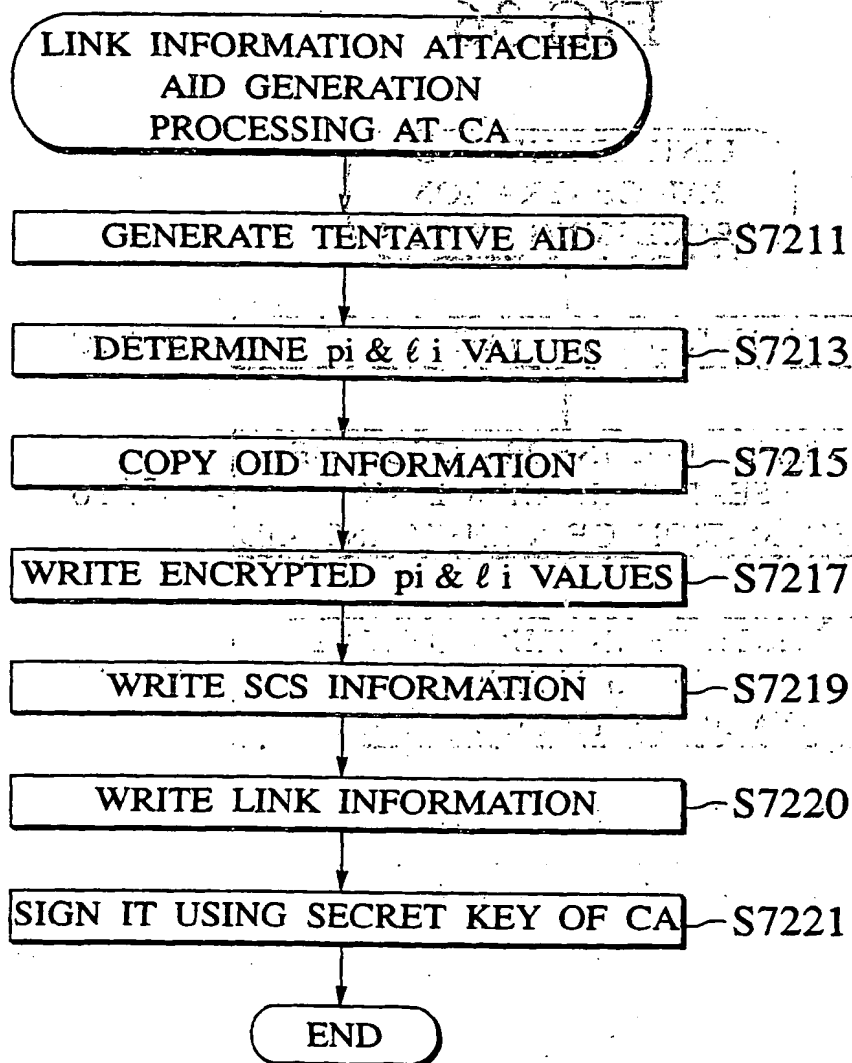 LINK INFORMATION ATTACHED
AID GENERATION
PROCESSING AT CA
GENERATE TENTATIVE AID
S7211
DETERMINE pi & ℓ i VALUES
S7213
COPY OID INFORMATION
S7215
WRITE ENCRYPTED pi & ℓ i VALUES
S7217
WRITE SCS INFORMATION
S7219
WRITE LINK INFORMATION
S7220
SIGN IT USING SECRET KEY OF CA
S7221
END